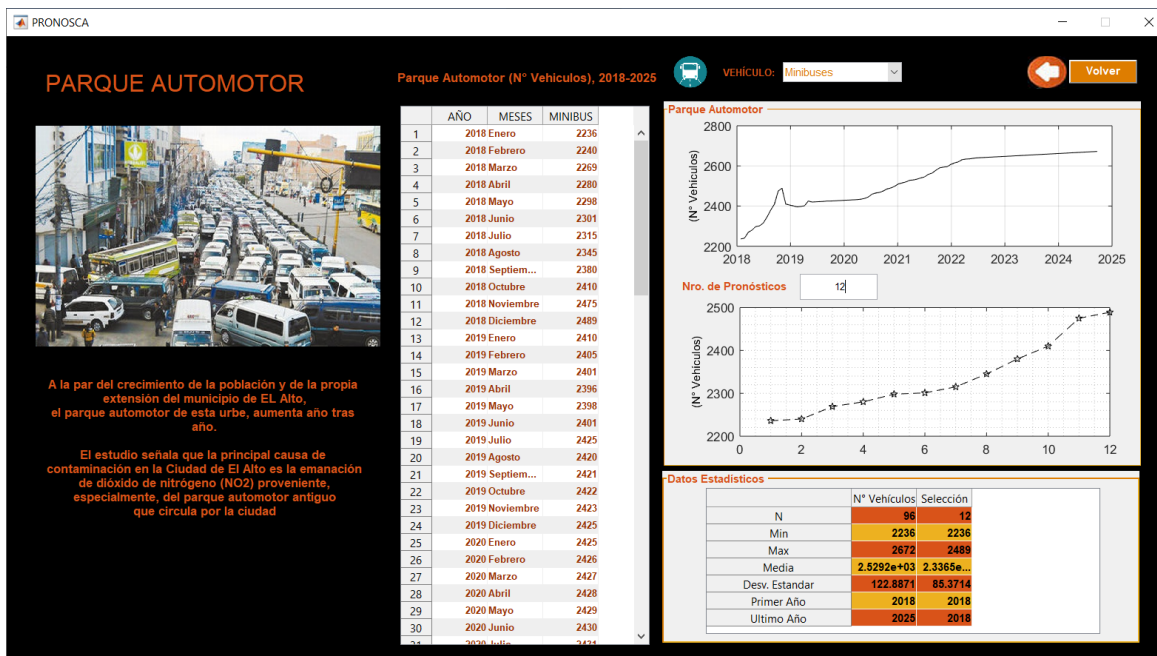 PRONOSCA
PARQUE AUTOMOTOR
A la par del crecimiento de la población y de la propia
extensión del municipio de EL Alto,
el parque automotor de esta urbe, aumenta año tras
año.
El estudio señala que la principal causa de
contaminación en la Ciudad de El Alto es la emanación
de dióxido de nitrógeno (NO2) proveniente,
especialmente, del parque automotor antiguo
que circula por la ciudad
Parque Automotor (N° Vehiculos), 2018-2025
AÑO MESES MINIBUS
1 2018 Enero 2236
2 2018 Febrero 2240
3 2018 Marzo 2269
4 2018 Abril 2280
5 2018 Mayo 2298
6 2018 Junio 2301
7 2018 Julio 2315
8 2018 Agosto 2345
9 2018 Septiem... 2380
10 2018 Octubre 2410
11 2018 Noviembre 2475
12 2018 Diciembre 2489
13 2019 Enero 2410
14 2019 Febrero 2405
15 2019 Marzo 2401
16 2019 Abril 2396
17 2019 Mayo 2398
18 2019 Junio 2401
19 2019 Julio 2425
20 2019 Agosto 2420
21 2019 Septiem... 2421
22 2019 Octubre 2422
23 2019 Noviembre 2423
24 2019 Diciembre 2425
25 2020 Enero 2425
26 2020 Febrero 2426
27 2020 Marzo 2427
28 2020 Abril 2428
29 2020 Mayo 2429
30 2020 Junio 2430
31 2020 Julio 2431
VEHÍCULO: Minibuses
Volver
Parque Automotor
2800
2600
2400
2200
(N° Vehiculos)
2018 2019 2020 2021 2022 2023 2024 2025
Nro. de Pronósticos 12
2500
2400
2300
2200
(N° Vehiculos)
0 2 4 6 8 10 12
Datos Estadísticos
N° Vehículos Selección
N 96 12
Min 2236 2236
Max 2672 2489
Media 2.5292e+03 2.3365e...
Desv. Estandar 122.8871 85.3714
Primer Año 2018 2018
Ultimo Año 2025 2018